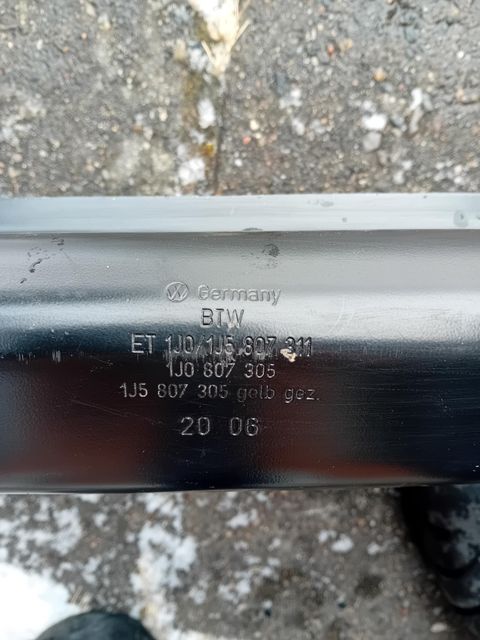 Germany
BTW
ET 1J0/1J5 807 311
1J0 807 305
1J5 807 305 gelb gez.
20 06